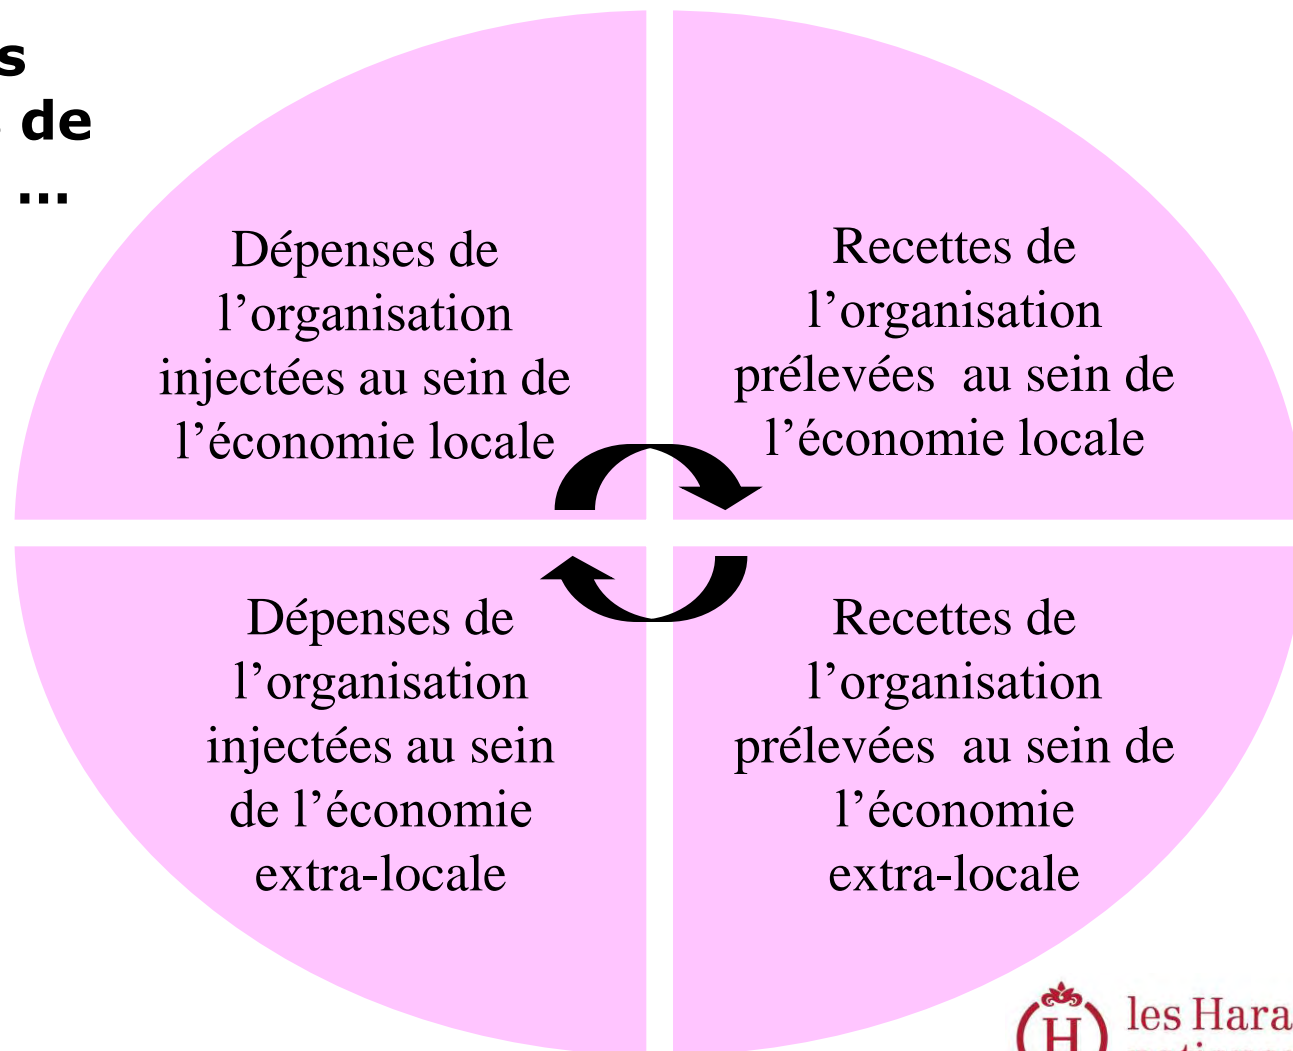 de
...
Dépenses de
l’organisation
injectées au sein de
l’économie locale
Recettes de
l’organisation
prélevées  au sein de
l’économie locale
Dépenses de
l’organisation
injectées au sein
de l’économie
extra-locale
Recettes de
l’organisation
prélevées  au sein de
l’économie
extra-locale
H
les Hara